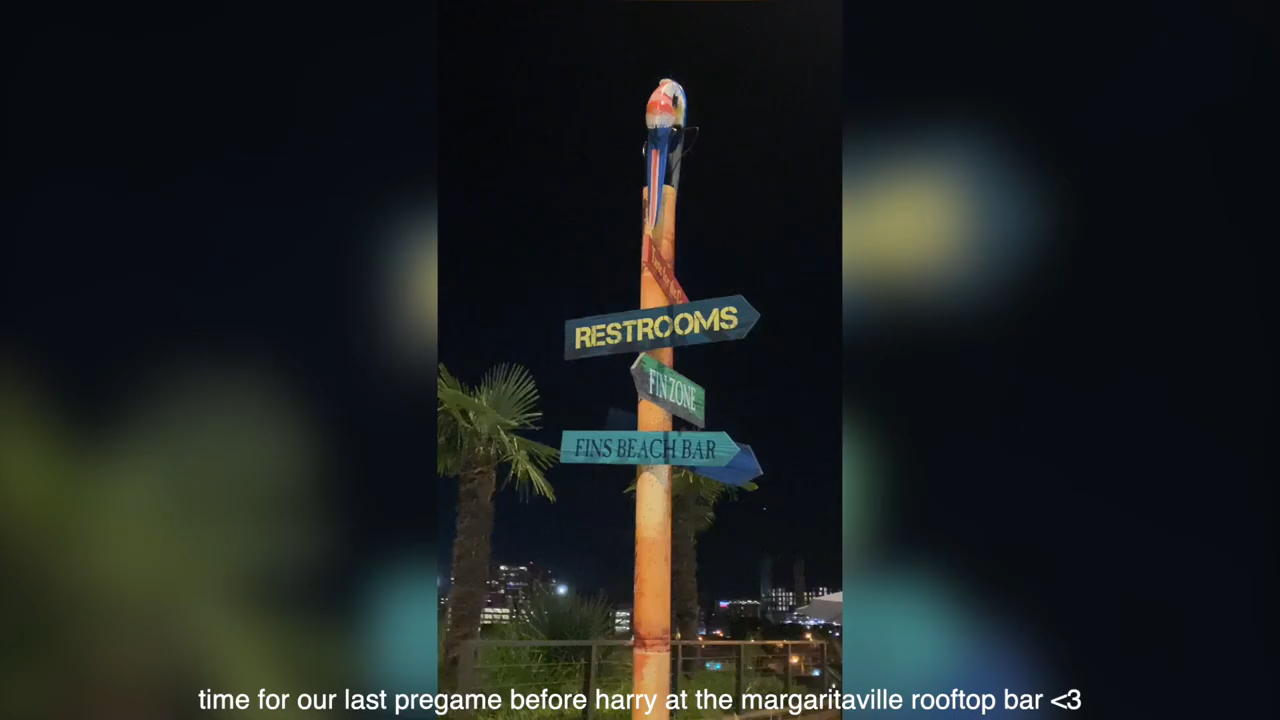 RESTROOMS
FIN ZONE
FINS BEACH BAR
time for our last pregame before harry at the margaritaville rooftop bar <3